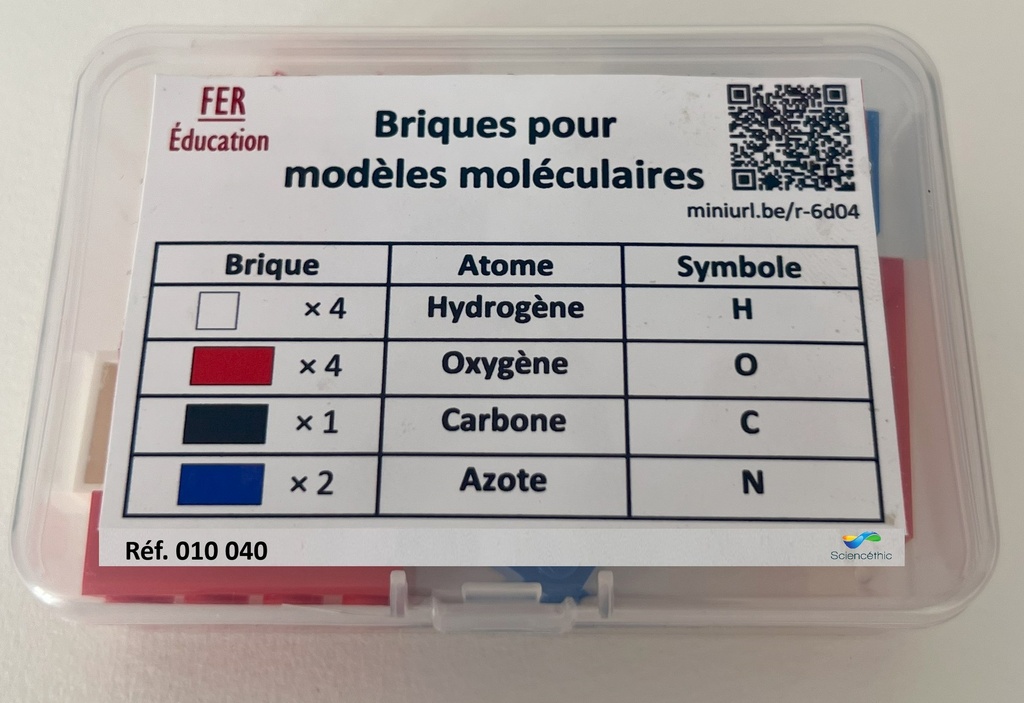 FER
Éducation
Briques pour
modèles moléculaires
miniurl.be/r-6d04
Brique Atome Symbole
× 4 Hydrogène H
× 4 Oxygène O
× 1 Carbone C
× 2 Azote N
Réf. 010 040
Sciencéthic